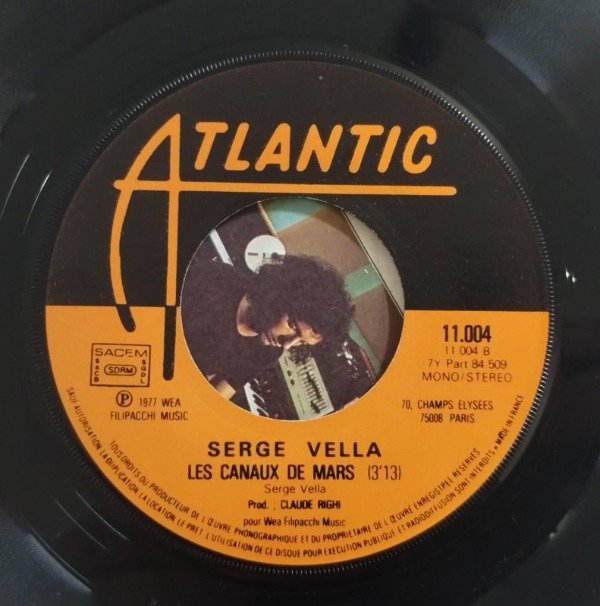 ATLANTIC
11.004
11 004 B
7Y Part 84 509
MONO/STEREO
SACEM
SACD
SDRM
SGDL
℗ 1977 WEA
FILIPACCHI MUSIC
70, CHAMPS ELYSEES
75008 PARIS
SERGE VELLA
LES CANAUX DE MARS (3'13)
Serge Vella
Prod. : CLAUDE RIGHI
pour Wea Filipacchi Music
TOUS DROITS DU PRODUCTEUR DE L'ŒUVRE PHONOGRAPHIQUE ET DU PROPRIETAIRE DE L'ŒUVRE ENREGISTREE RESERVES
SAUF AUTORISATION LA DUPLICATION, LA LOCATION LE PRET L'UTILISATION DE CE DISQUE POUR EXECUTION PUBLIQUE ET RADIODIFFUSION SONT INTERDITS • MADE IN FRANCE